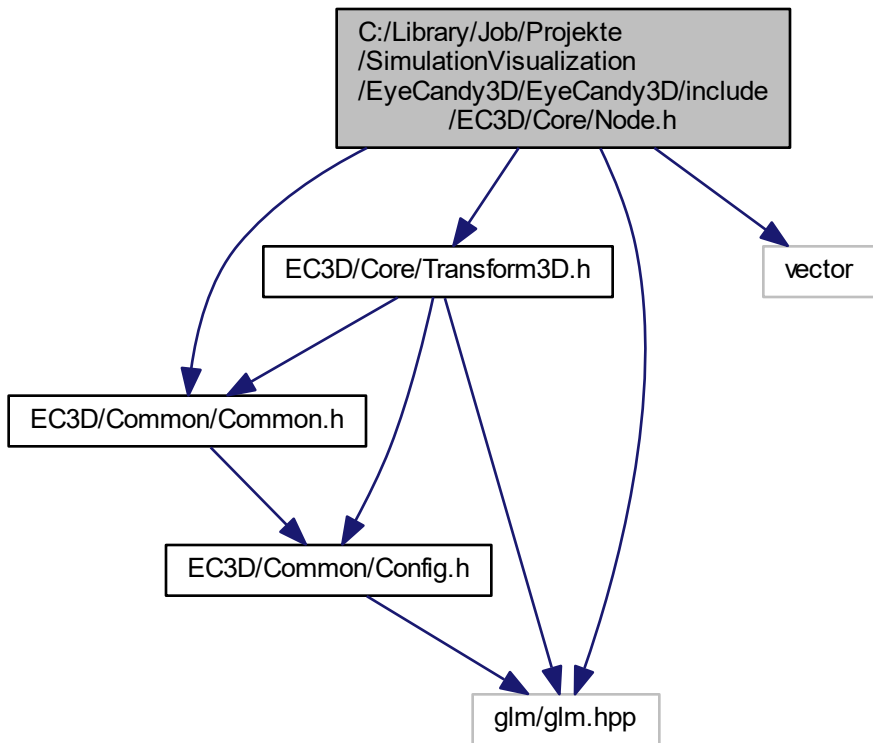 C:/Library/Job/Projekte
/SimulationVisualization
/EyeCandy3D/EyeCandy3D/include
/EC3D/Core/Node.h
EC3D/Core/Transform3D.h
vector
EC3D/Common/Common.h
EC3D/Common/Config.h
glm/glm.hpp